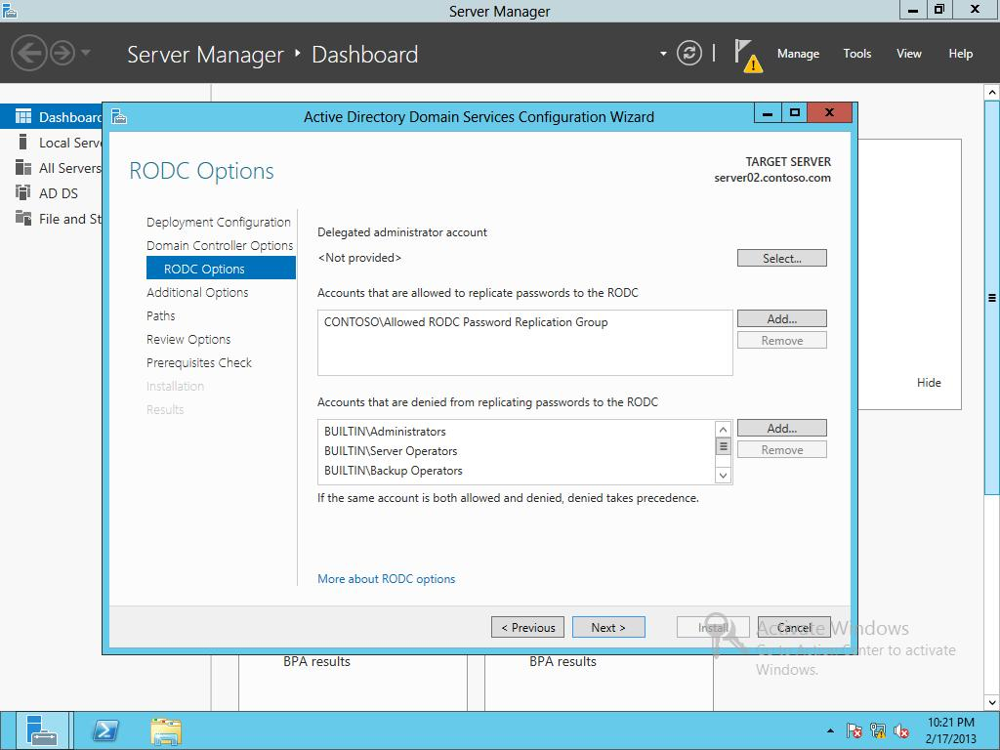 Server Manager
Server Manager ‣ Dashboard
Manage Tools View Help
Dashboard
Local Serve
All Servers
AD DS
File and St
Active Directory Domain Services Configuration Wizard
RODC Options
TARGET SERVER
server02.contoso.com
Deployment Configuration
Domain Controller Options
RODC Options
Additional Options
Paths
Review Options
Prerequisites Check
Installation
Results
Delegated administrator account
<Not provided>
Select...
Accounts that are allowed to replicate passwords to the RODC
CONTOSO\Allowed RODC Password Replication Group
Add...
Remove
Accounts that are denied from replicating passwords to the RODC
BUILTIN\Administrators
BUILTIN\Server Operators
BUILTIN\Backup Operators
Add...
Remove
If the same account is both allowed and denied, denied takes precedence.
More about RODC options
< Previous
Next >
Install
Cancel
Hide
Activate Windows
Go to Action Center to activate
Windows.
BPA results
BPA results
10:21 PM
2/17/2013